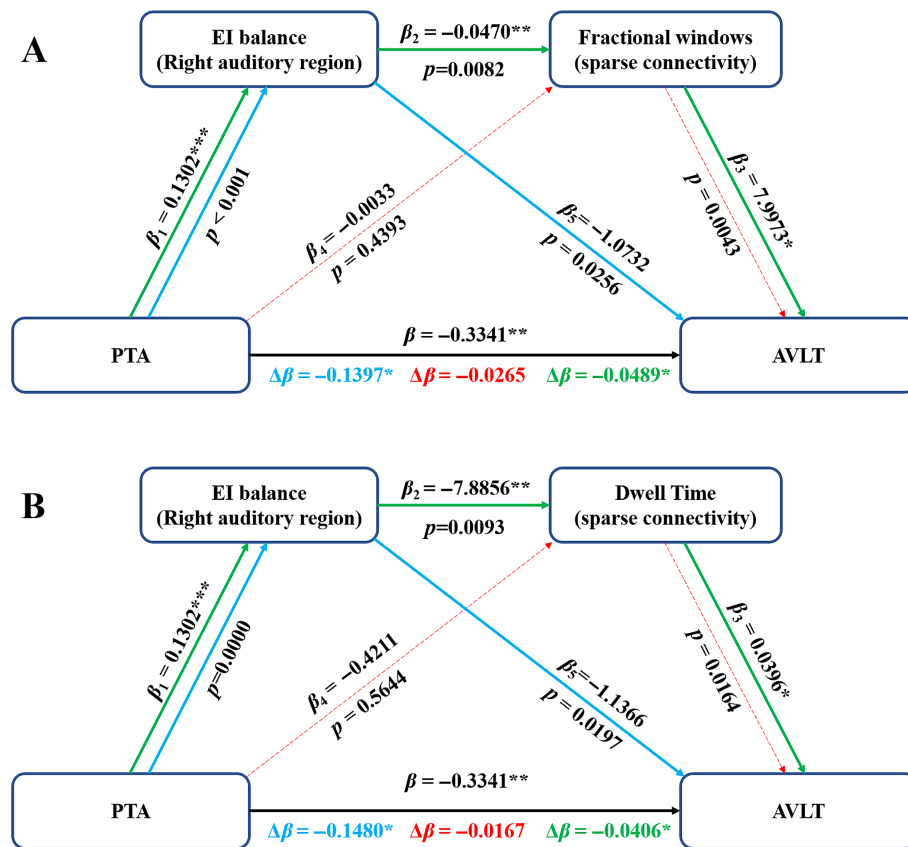 A
EI balance
(Right auditory region)
β₂ = −0.0470**
p=0.0082
Fractional windows
(sparse connectivity)
β₁ = 0.1302***
p < 0.001
β₄ = −0.0033
p = 0.4393
β₅= −1.0732
p = 0.0256
β₃ = 7.9973*
p = 0.0043
PTA
β = −0.3341**
Δβ = −0.1397* Δβ = −0.0265 Δβ = −0.0489*
AVLT
B
EI balance
(Right auditory region)
β₂ = −7.8856**
p=0.0093
Dwell Time
(sparse connectivity)
β₁ = 0.1302***
p=0.0000
β₄ = −0.4211
p = 0.5644
β₅=−1.1366
p = 0.0197
β₃ = 0.0396*
p = 0.0164
PTA
β = −0.3341**
Δβ = −0.1480* Δβ = −0.0167 Δβ = −0.0406*
AVLT